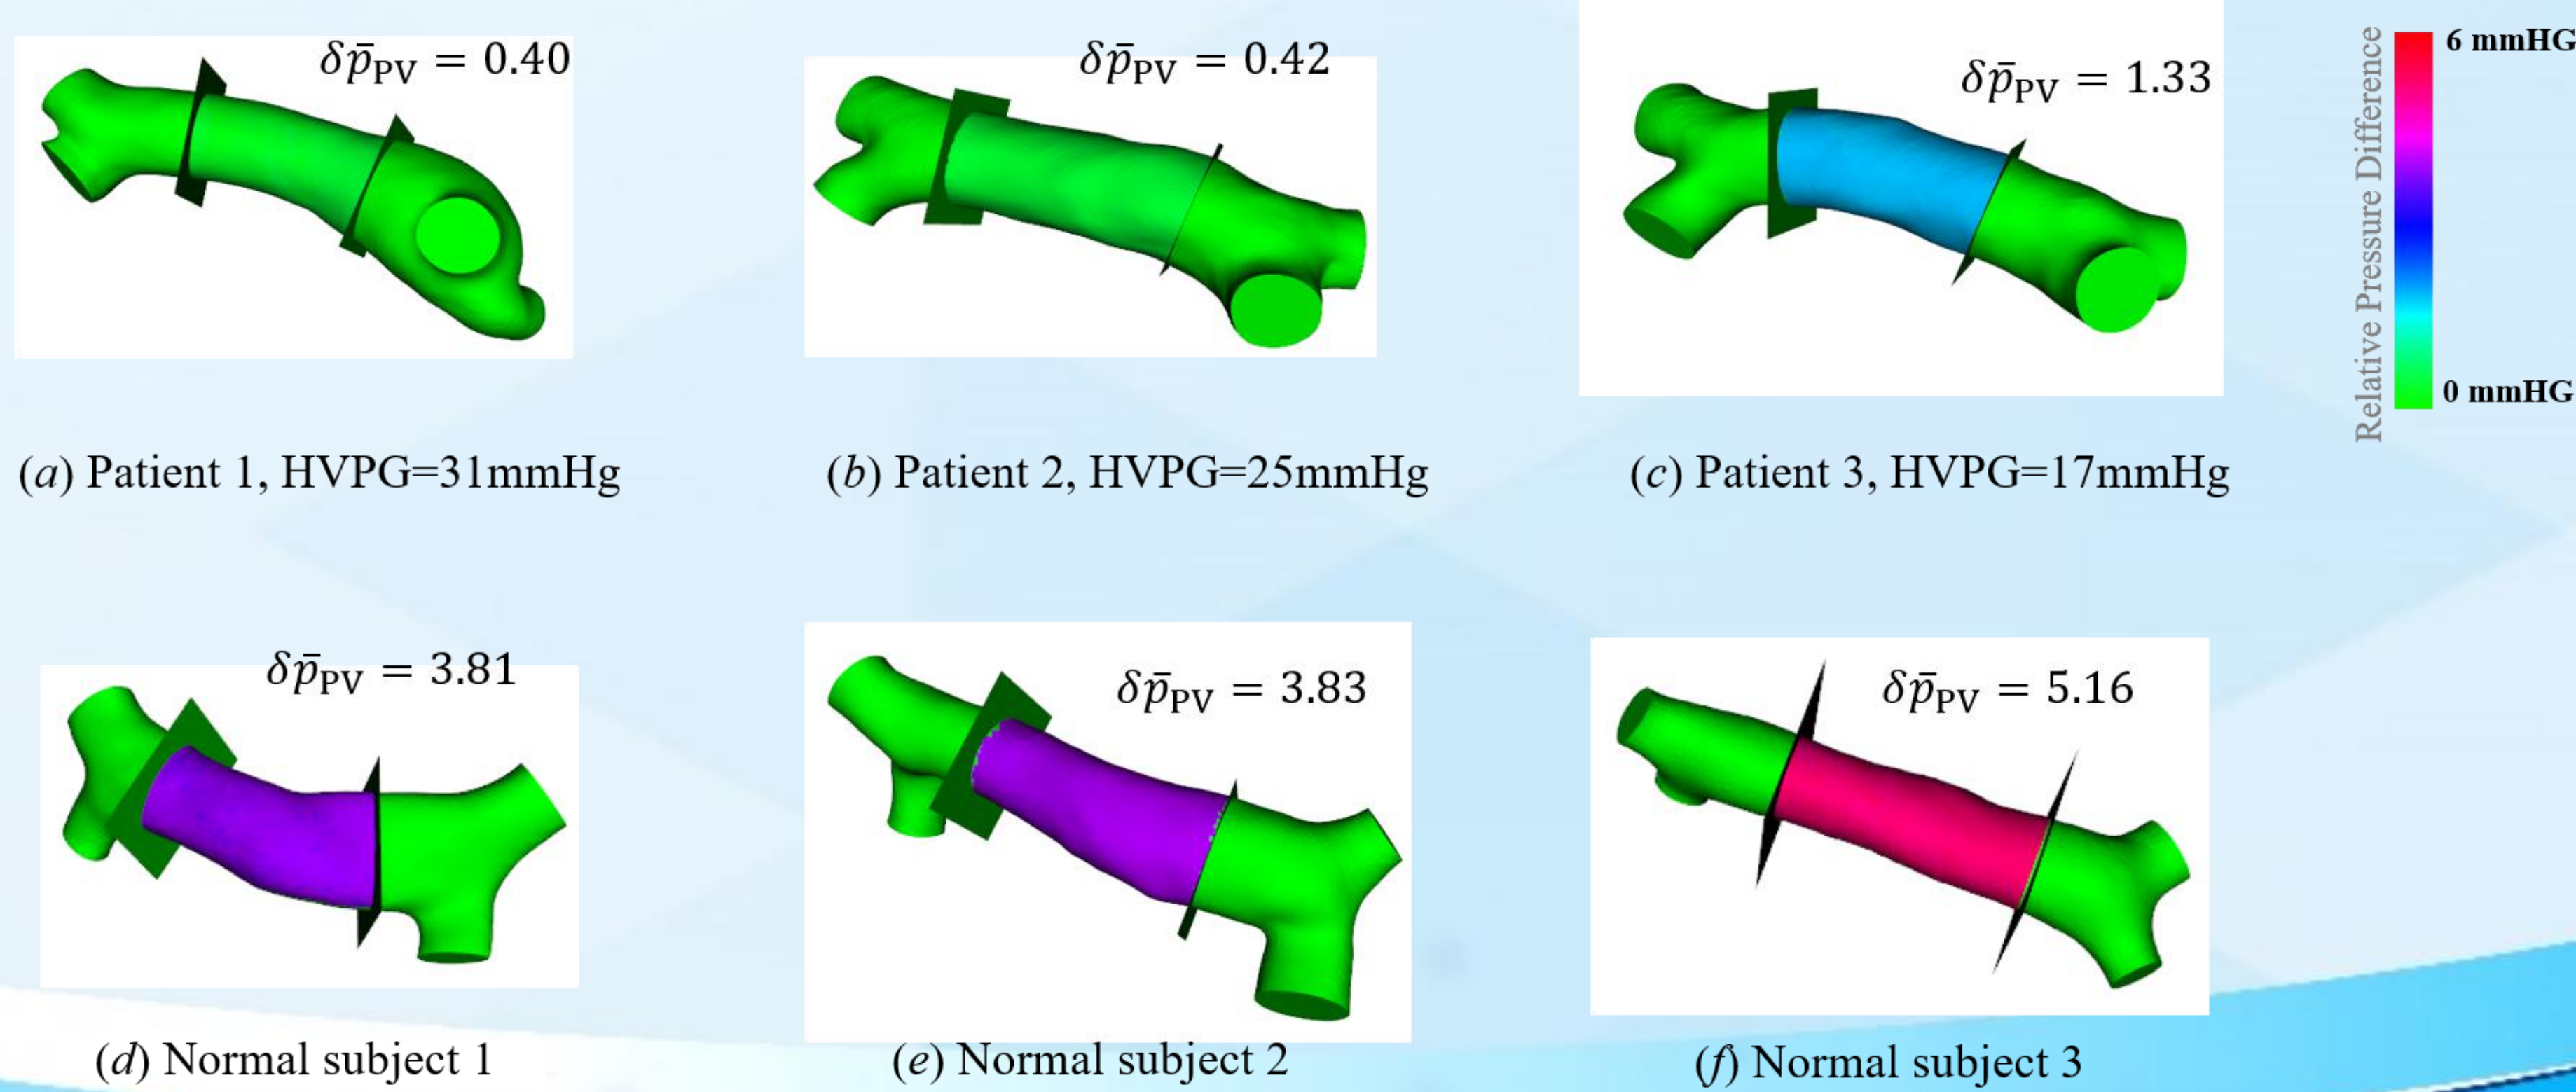 δp̄PV = 0.40
δp̄PV = 0.42
δp̄PV = 1.33
6 mmHG
Relative Pressure Difference
0 mmHG
(a) Patient 1, HVPG=31mmHg
(b) Patient 2, HVPG=25mmHg
(c) Patient 3, HVPG=17mmHg
δp̄PV = 3.81
δp̄PV = 3.83
δp̄PV = 5.16
(d) Normal subject 1
(e) Normal subject 2
(f) Normal subject 3